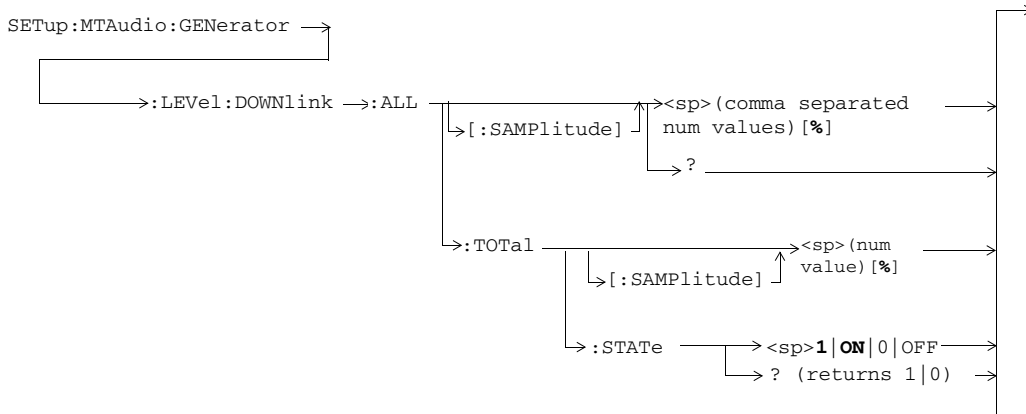 SETup:MTAudio:GENerator
:LEVel:DOWNlink :ALL <sp>(comma separated
[:SAMPlitude] num values)[%]
?
:TOTal <sp>(num
[:SAMPlitude] value)[%]
:STATe <sp>1|ON|0|OFF
? (returns 1|0)